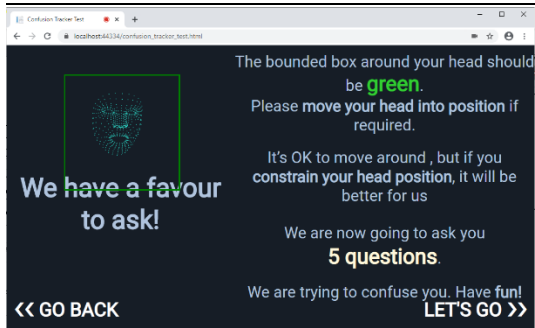 Confusion Tracker Test
localhost:44334/confusion_tracker_test.html
We have a favour
to ask!
The bounded box around your head should
be green.
Please move your head into position if
required.
It's OK to move around , but if you
constrain your head position, it will be
better for us
We are now going to ask you
5 questions.
We are trying to confuse you. Have fun!
<< GO BACK
LET'S GO >>